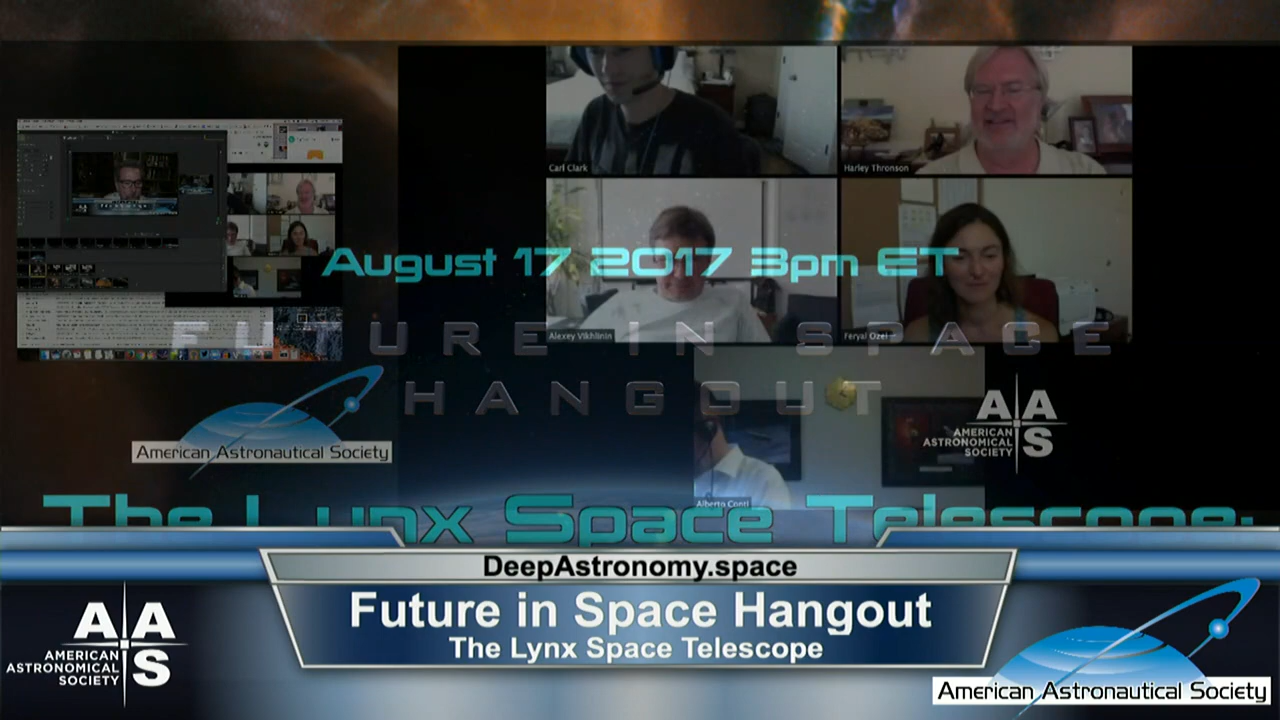 Carl Clark
Harley Thronson
August 17 2017 3pm ET
Alexey Vikhlinin
Feryal Ozel
FUTURE IN SPACE
HANGOUT
American Astronautical Society
AAS
AMERICAN
ASTRONOMICAL
SOCIETY
Alberto Conti
The Lynx Space Telescope:
DeepAstronomy.space
Future in Space Hangout
The Lynx Space Telescope
AAS
AMERICAN
ASTRONOMICAL
SOCIETY
American Astronautical Society